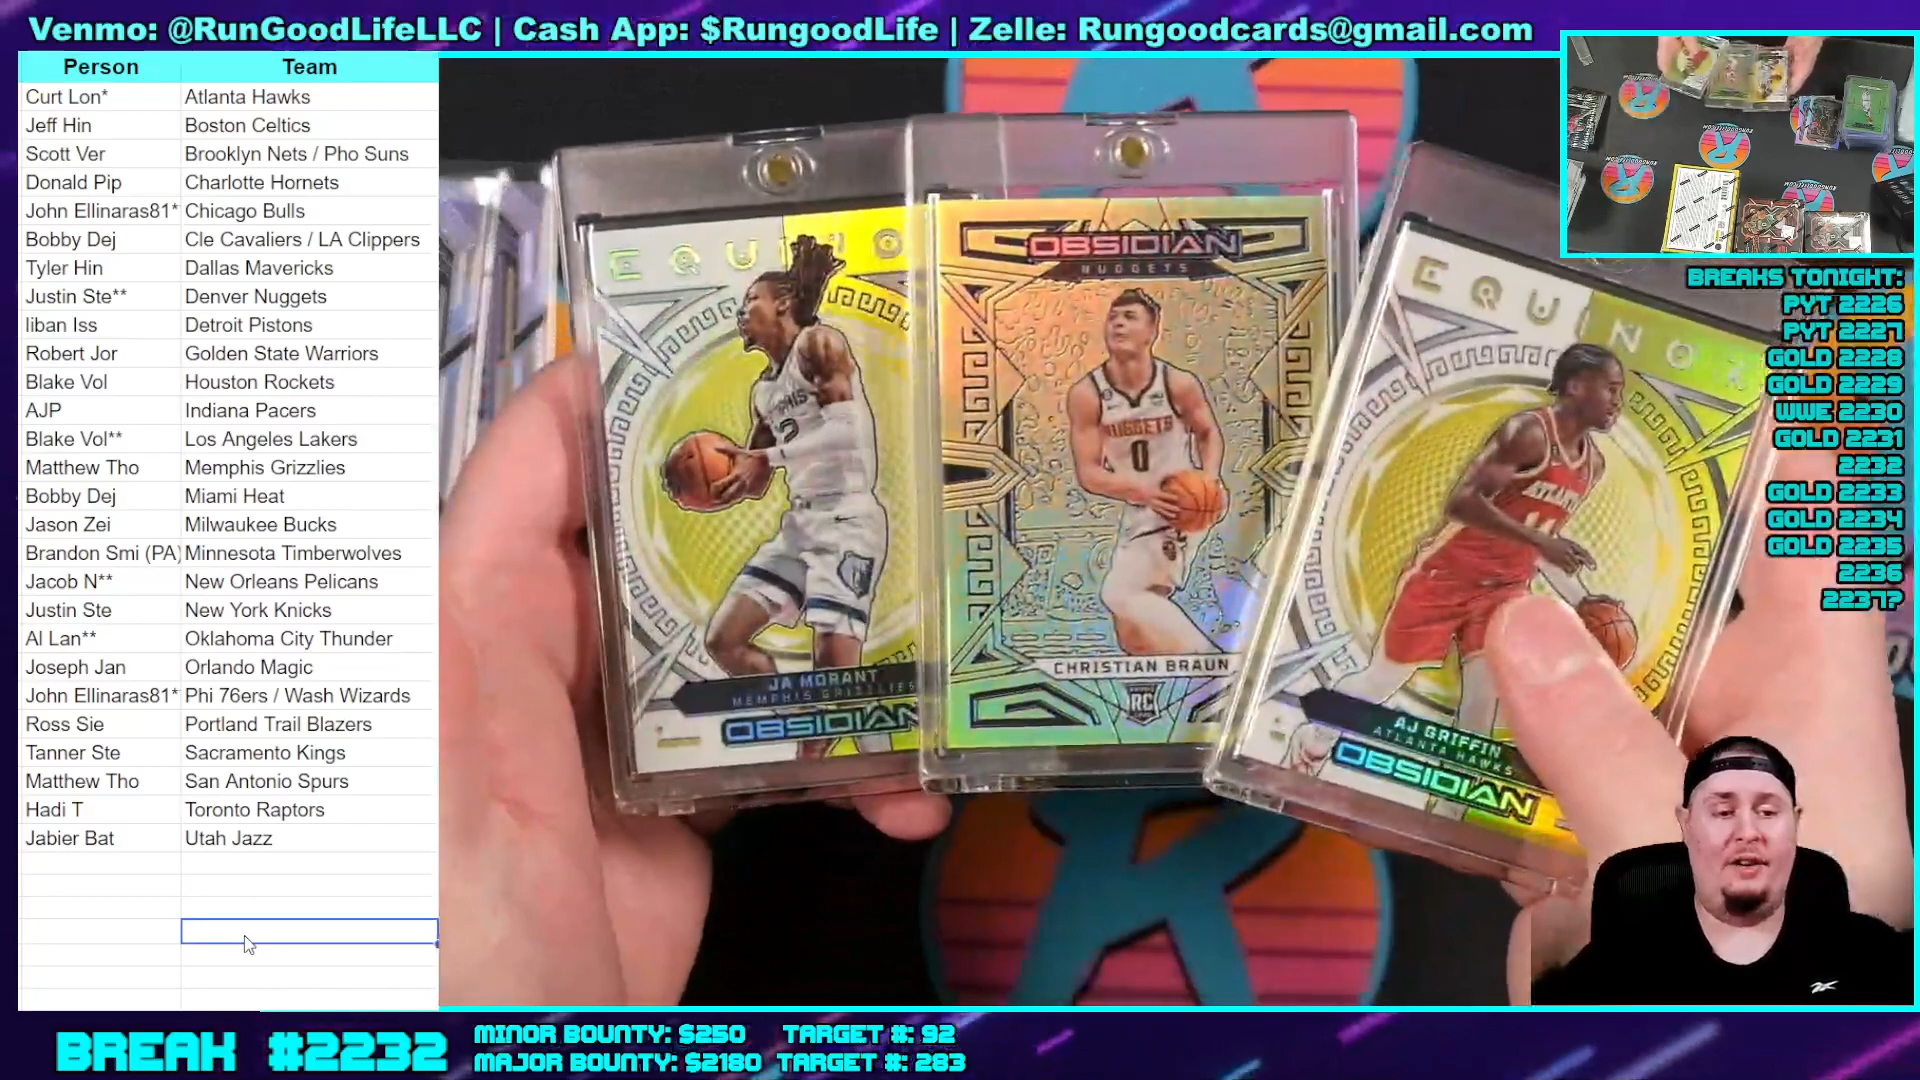 Venmo: @RunGoodLifeLLC | Cash App: $RungoodLife | Zelle: Rungoodcards@gmail.com
Person Team
Curt Lon* Atlanta Hawks
Jeff Hin Boston Celtics
Scott Ver Brooklyn Nets / Pho Suns
Donald Pip Charlotte Hornets
John Ellinaras81* Chicago Bulls
Bobby Dej Cle Cavaliers / LA Clippers
Tyler Hin Dallas Mavericks
Justin Ste** Denver Nuggets
liban Iss Detroit Pistons
Robert Jor Golden State Warriors
Blake Vol Houston Rockets
AJP Indiana Pacers
Blake Vol** Los Angeles Lakers
Matthew Tho Memphis Grizzlies
Bobby Dej Miami Heat
Jason Zei Milwaukee Bucks
Brandon Smi (PA) Minnesota Timberwolves
Jacob N** New Orleans Pelicans
Justin Ste New York Knicks
Al Lan** Oklahoma City Thunder
Joseph Jan Orlando Magic
John Ellinaras81* Phi 76ers / Wash Wizards
Ross Sie Portland Trail Blazers
Tanner Ste Sacramento Kings
Matthew Tho San Antonio Spurs
Hadi T Toronto Raptors
Jabier Bat Utah Jazz
EQUINO
2
JA MORANT
MEMPHIS GRIZZLIES
OBSIDIAN
OBSIDIAN
NUGGETS
NUGGETS
0
CHRISTIAN BRAUN
RC
EQUINO
ATLANTA
14
AJ GRIFFIN
ATLANTA HAWKS
OBSIDIAN
BREAKS TONIGHT:
PYT 2226
PYT 2227
GOLD 2228
GOLD 2229
WWE 2230
GOLD 2231
2232
GOLD 2233
GOLD 2234
GOLD 2235
2236
2237?
BREAK #2232
MINOR BOUNTY: $250 TARGET #: 92
MAJOR BOUNTY: $2180 TARGET #: 283